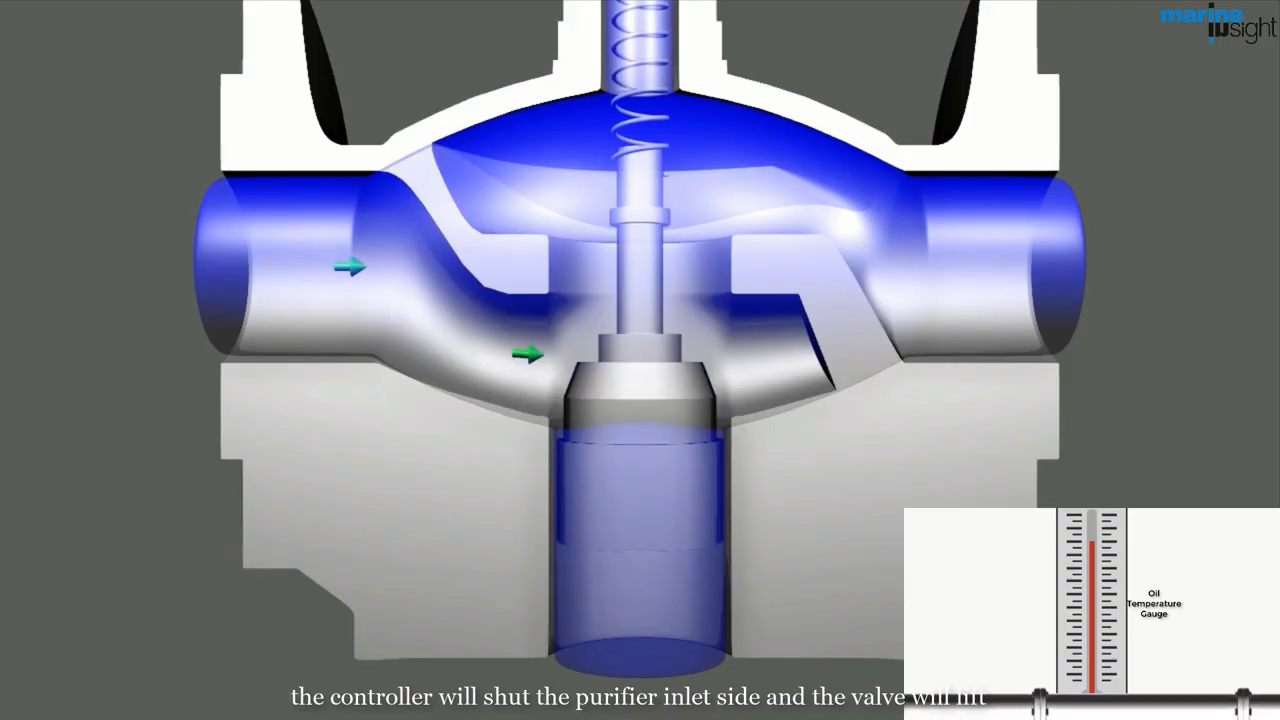 marine
insight
Oil
Temperature
Gauge
the controller will shut the purifier inlet side and the valve will lift